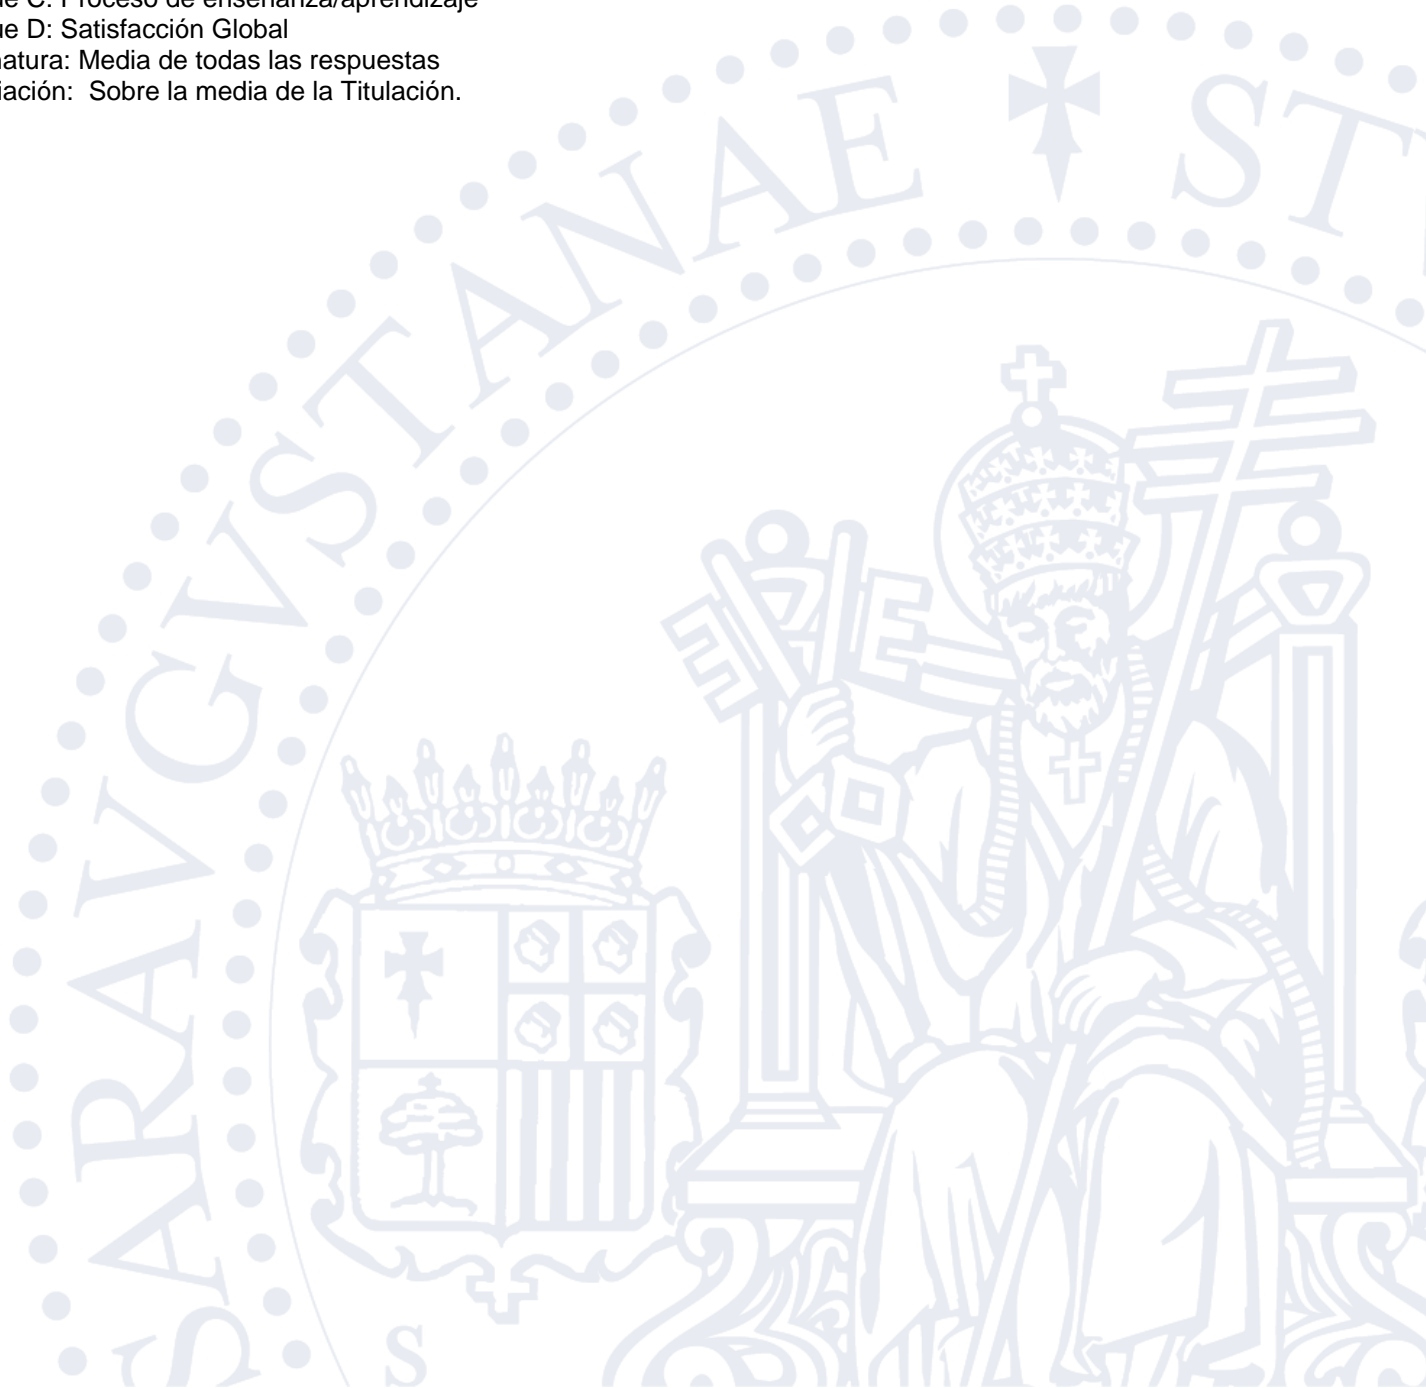 ue C: Proceso de enseñanza/aprendizaje
ue D: Satisfacción Global
natura: Media de todas las respuestas
iación: Sobre la media de la Titulación.
SARAVGVSTANAE ST
S